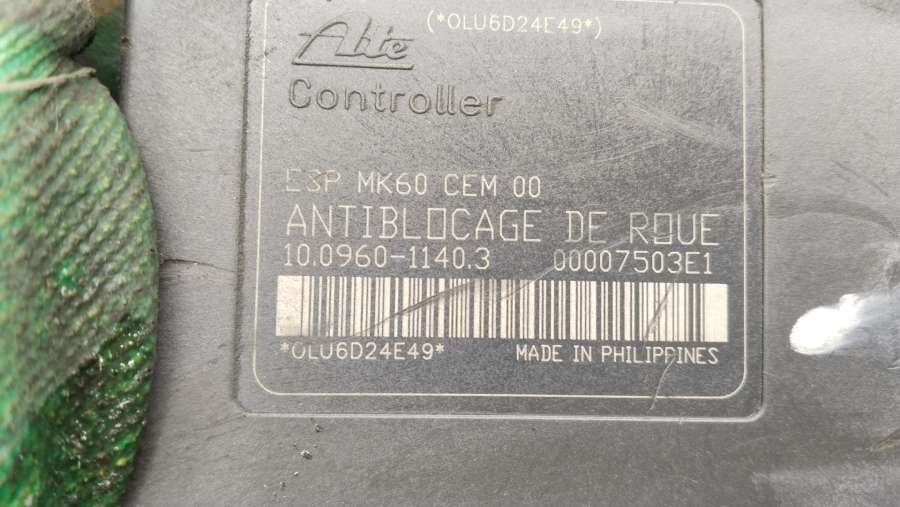 (*OLU6D24E49*)
Ate
Controller
ESP MK60 CEM 00
ANTIBLOCAGE DE ROUE
10.0960-1140.3 00007503E1
*OLU6D24E49* MADE IN PHILIPPINES